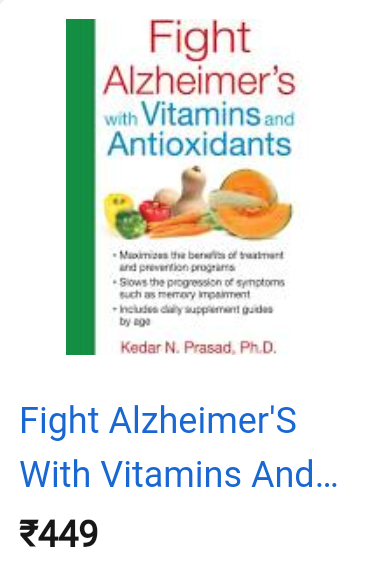 Fight
Alzheimer's
with Vitamins and
Antioxidants
• Maximizes the benefits of treatment
and prevention programs
• Slows the progression of symptoms
such as memory impairment
• Includes daily supplement guides
by age
Kedar N. Prasad, Ph.D.
Fight Alzheimer'S
With Vitamins And...
₹449